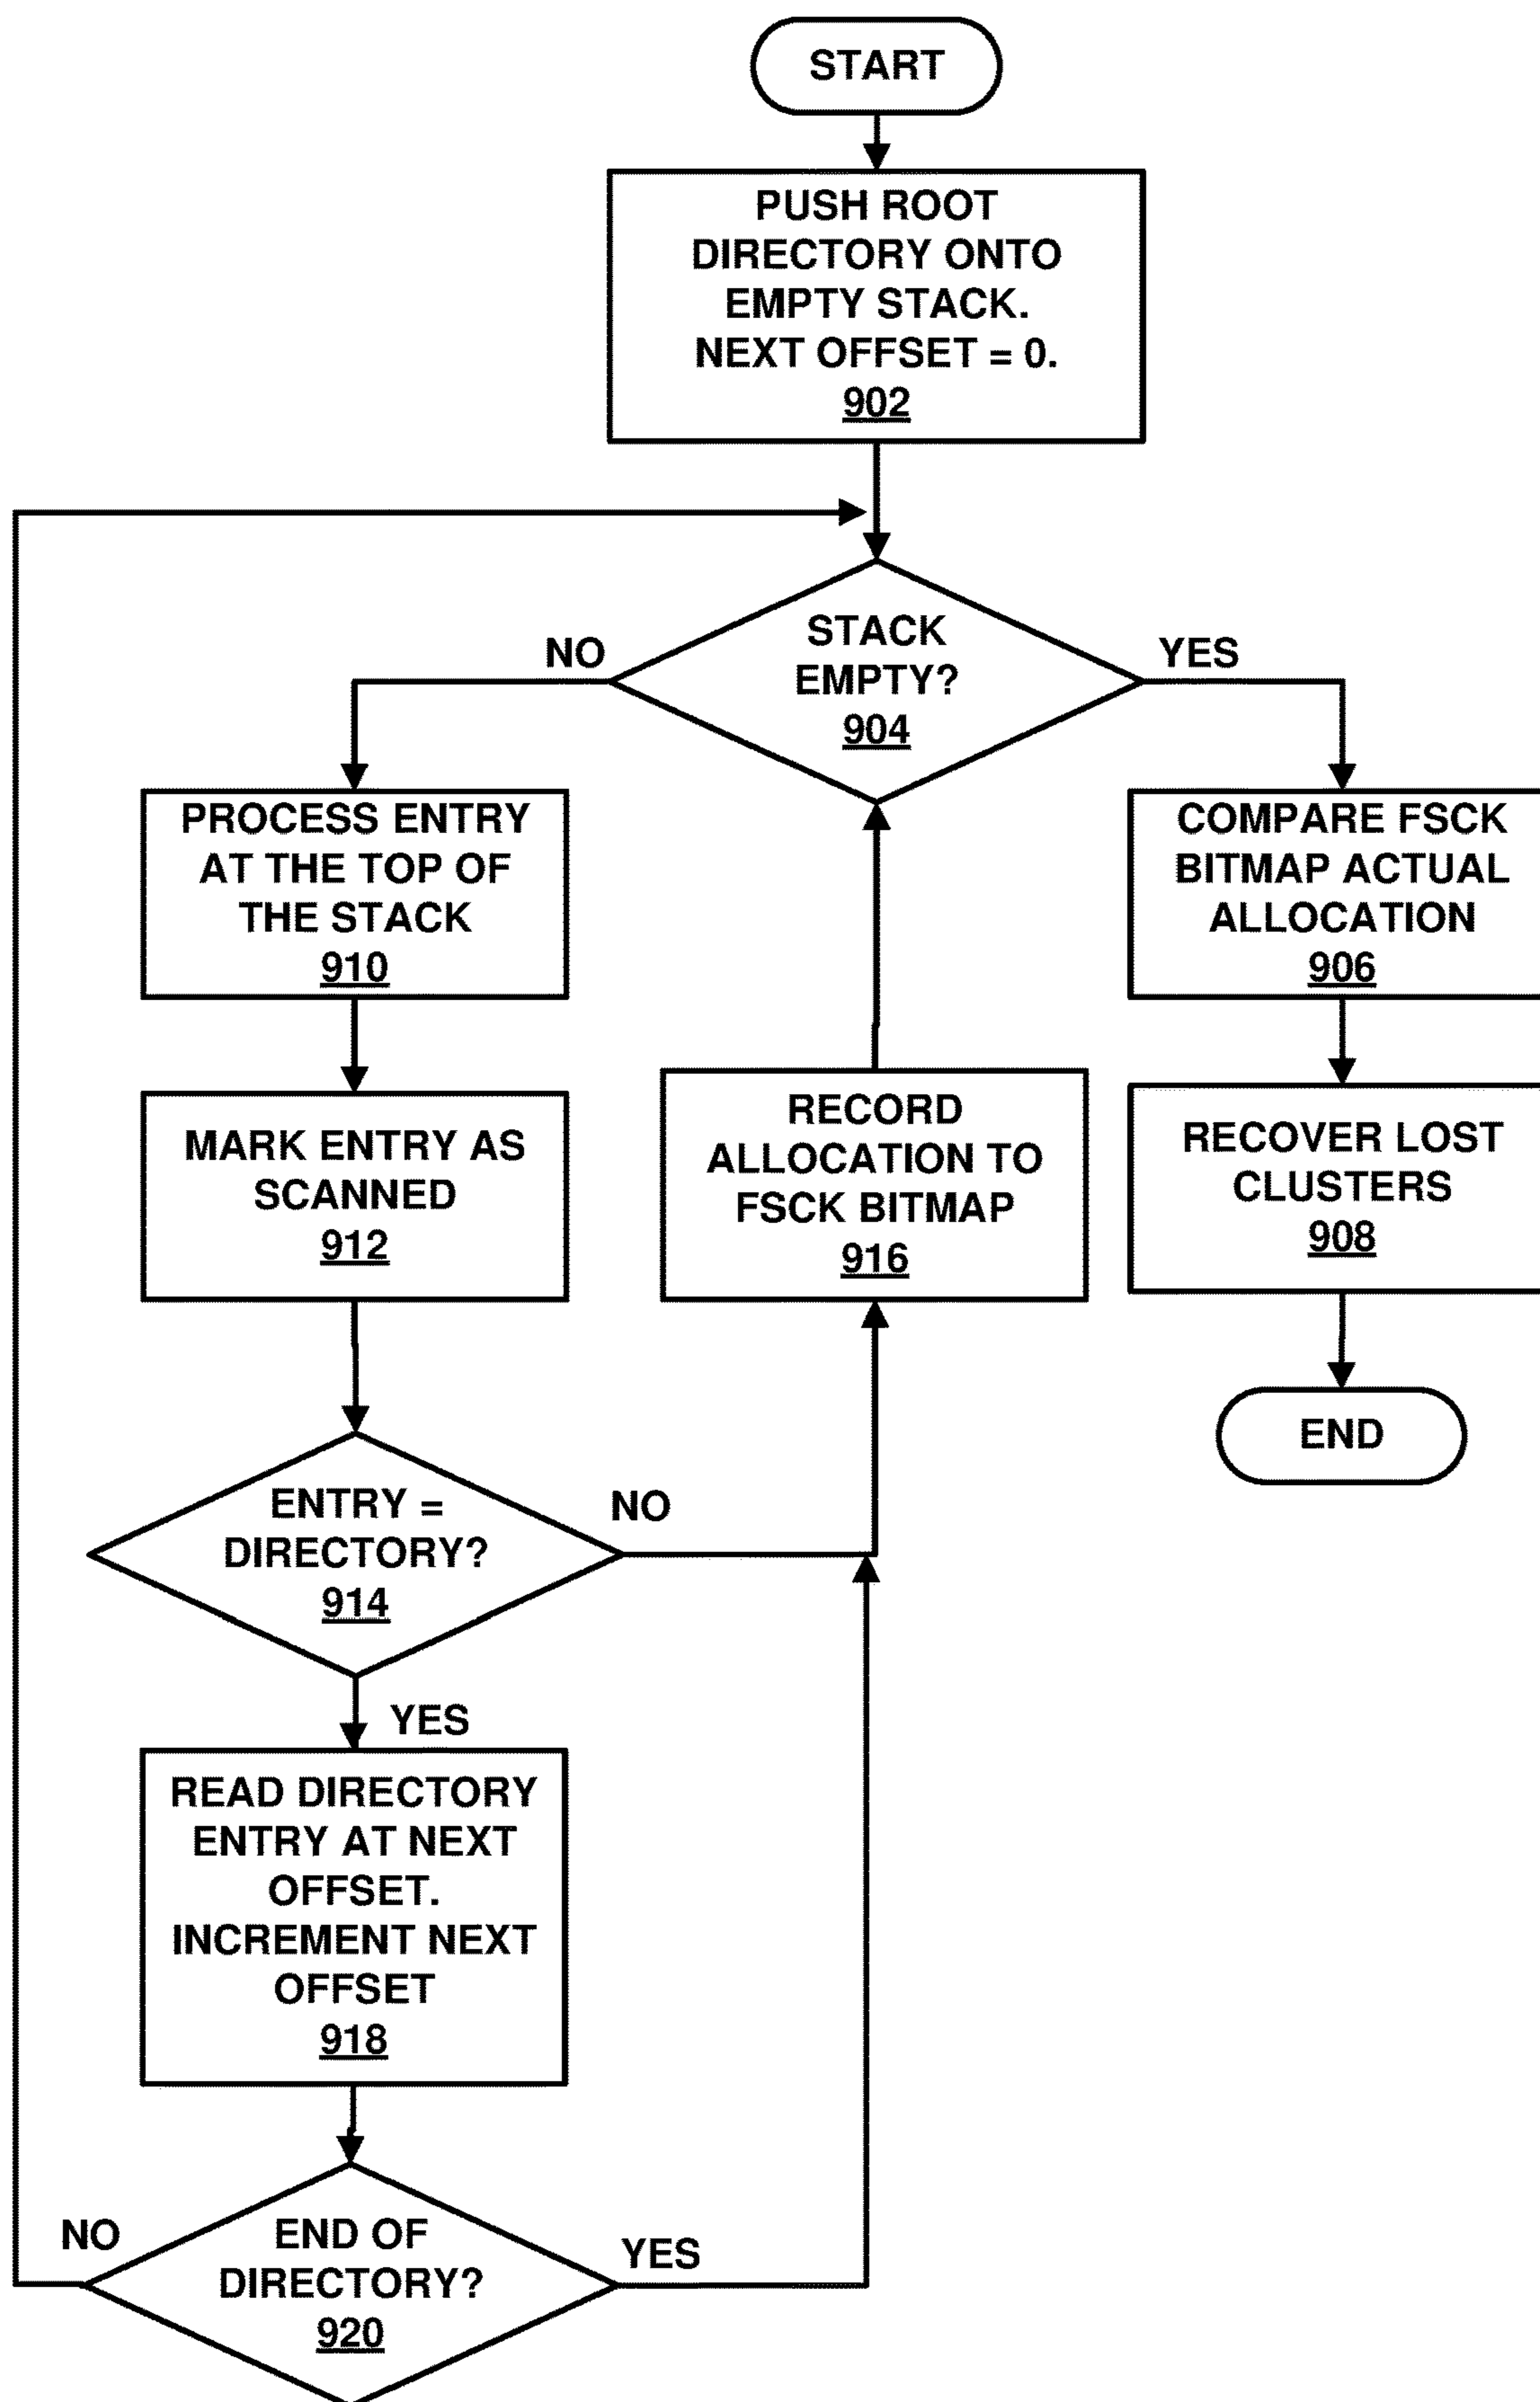 START
PUSH ROOT
DIRECTORY ONTO
EMPTY STACK.
NEXT OFFSET = 0.
902
STACK
EMPTY?
904
NO
YES
PROCESS ENTRY
AT THE TOP OF
THE STACK
910
COMPARE FSCK
BITMAP ACTUAL
ALLOCATION
906
MARK ENTRY AS
SCANNED
912
RECORD
ALLOCATION TO
FSCK BITMAP
916
RECOVER LOST
CLUSTERS
908
END
ENTRY =
DIRECTORY?
914
NO
YES
READ DIRECTORY
ENTRY AT NEXT
OFFSET.
INCREMENT NEXT
OFFSET
918
END OF
DIRECTORY?
920
NO
YES